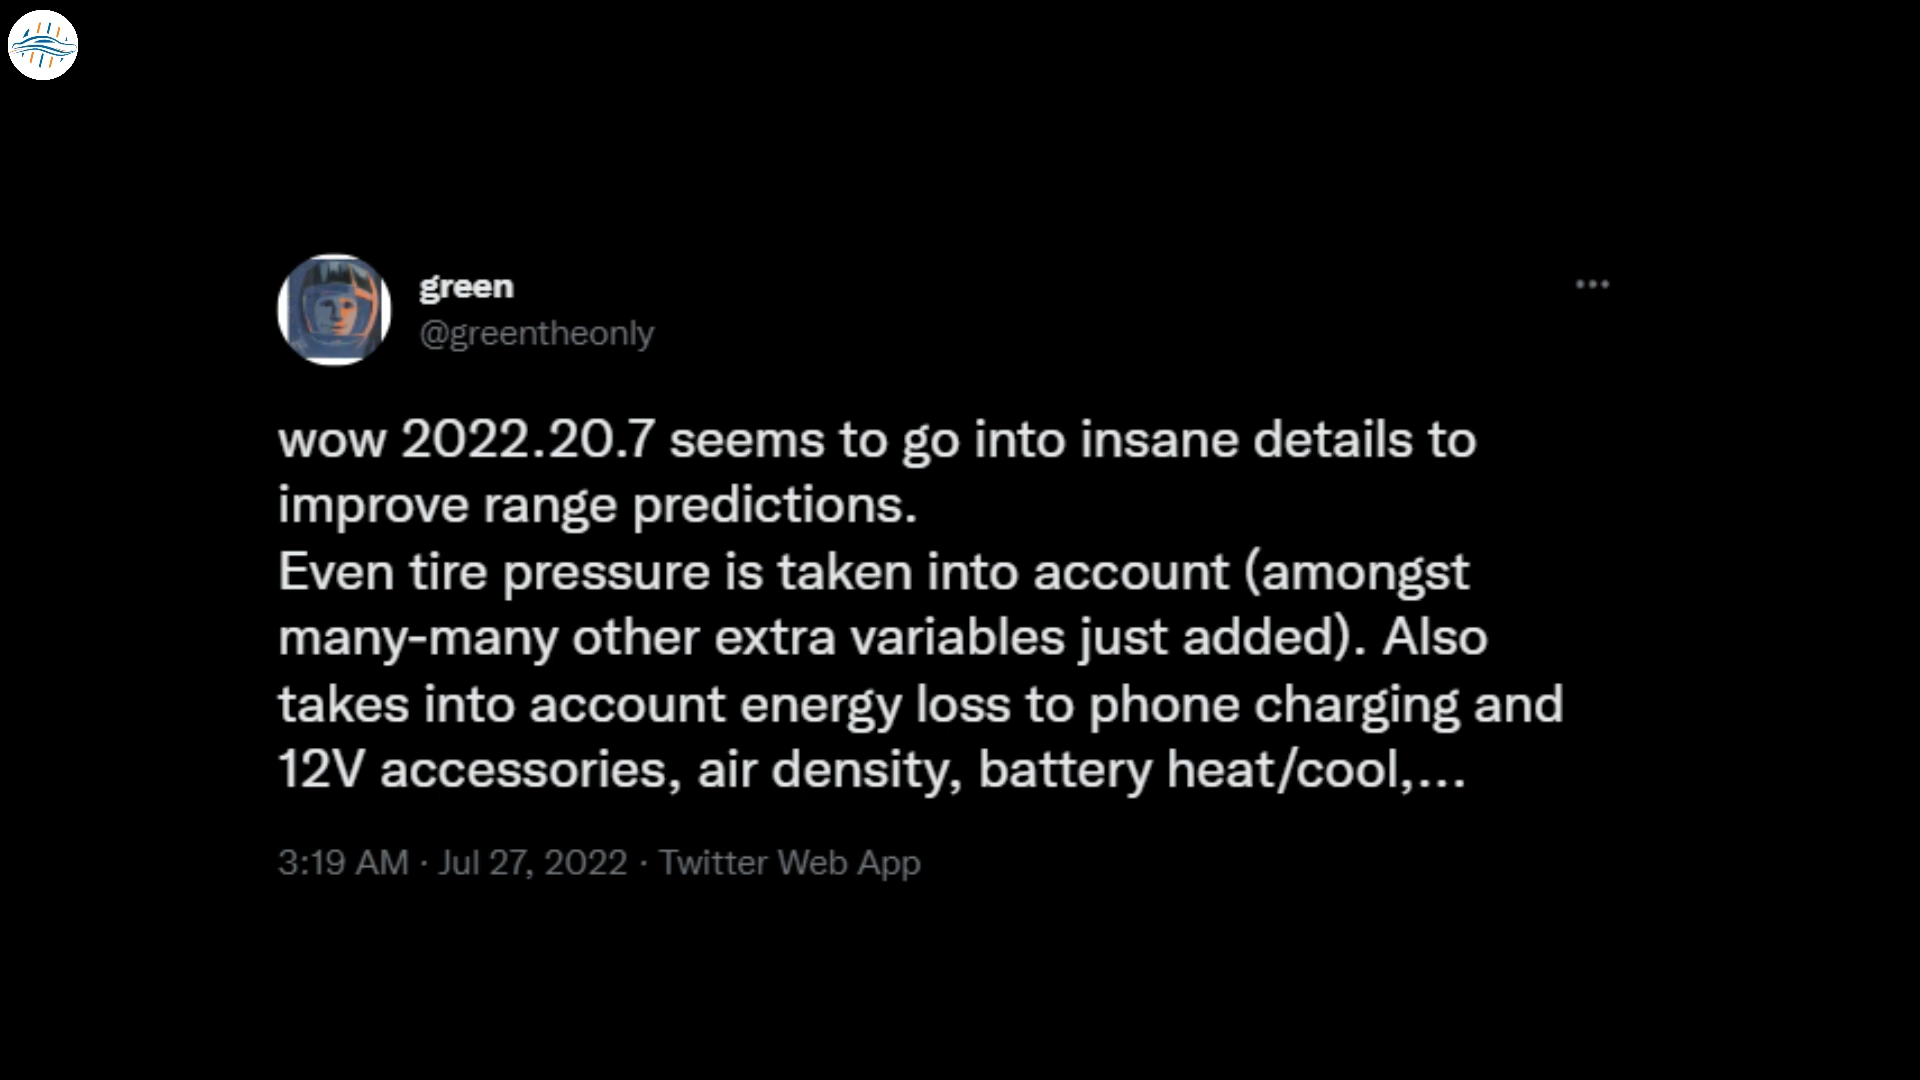 green
@greentheonly
wow 2022.20.7 seems to go into insane details to
improve range predictions.
Even tire pressure is taken into account (amongst
many-many other extra variables just added). Also
takes into account energy loss to phone charging and
12V accessories, air density, battery heat/cool,...
3:19 AM · Jul 27, 2022 · Twitter Web App